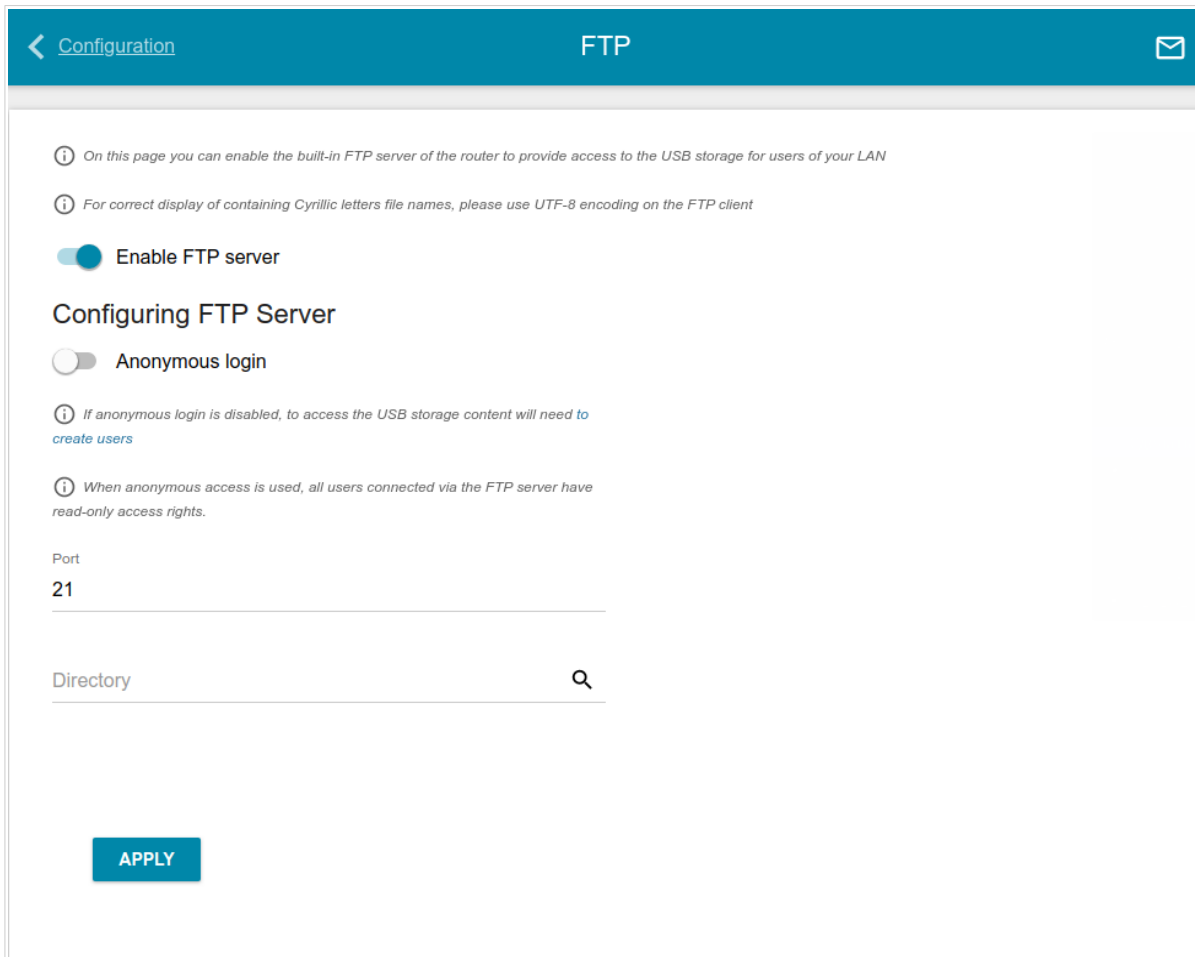 Configuration
FTP
On this page you can enable the built-in FTP server of the router to provide access to the USB storage for users of your LAN
For correct display of containing Cyrillic letters file names, please use UTF-8 encoding on the FTP client
Enable FTP server
Configuring FTP Server
Anonymous login
If anonymous login is disabled, to access the USB storage content will need to
create users
When anonymous access is used, all users connected via the FTP server have
read-only access rights.
Port
21
Directory
APPLY